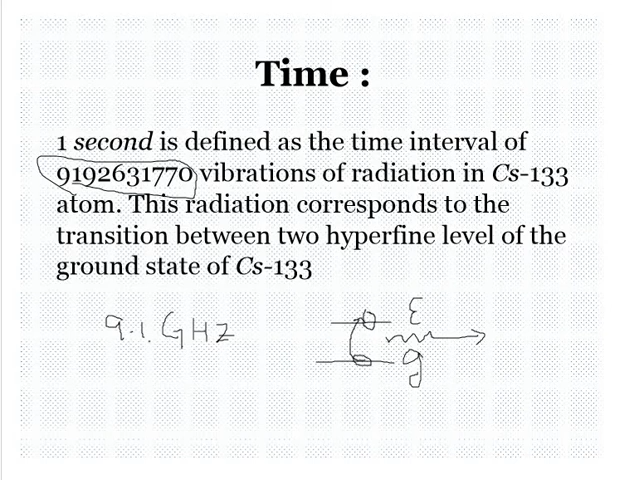 Time :
1 second is defined as the time interval of
9192631770 vibrations of radiation in Cs-133
atom. This radiation corresponds to the
transition between two hyperfine level of the
ground state of Cs-133
9.1. GHZ
E
g